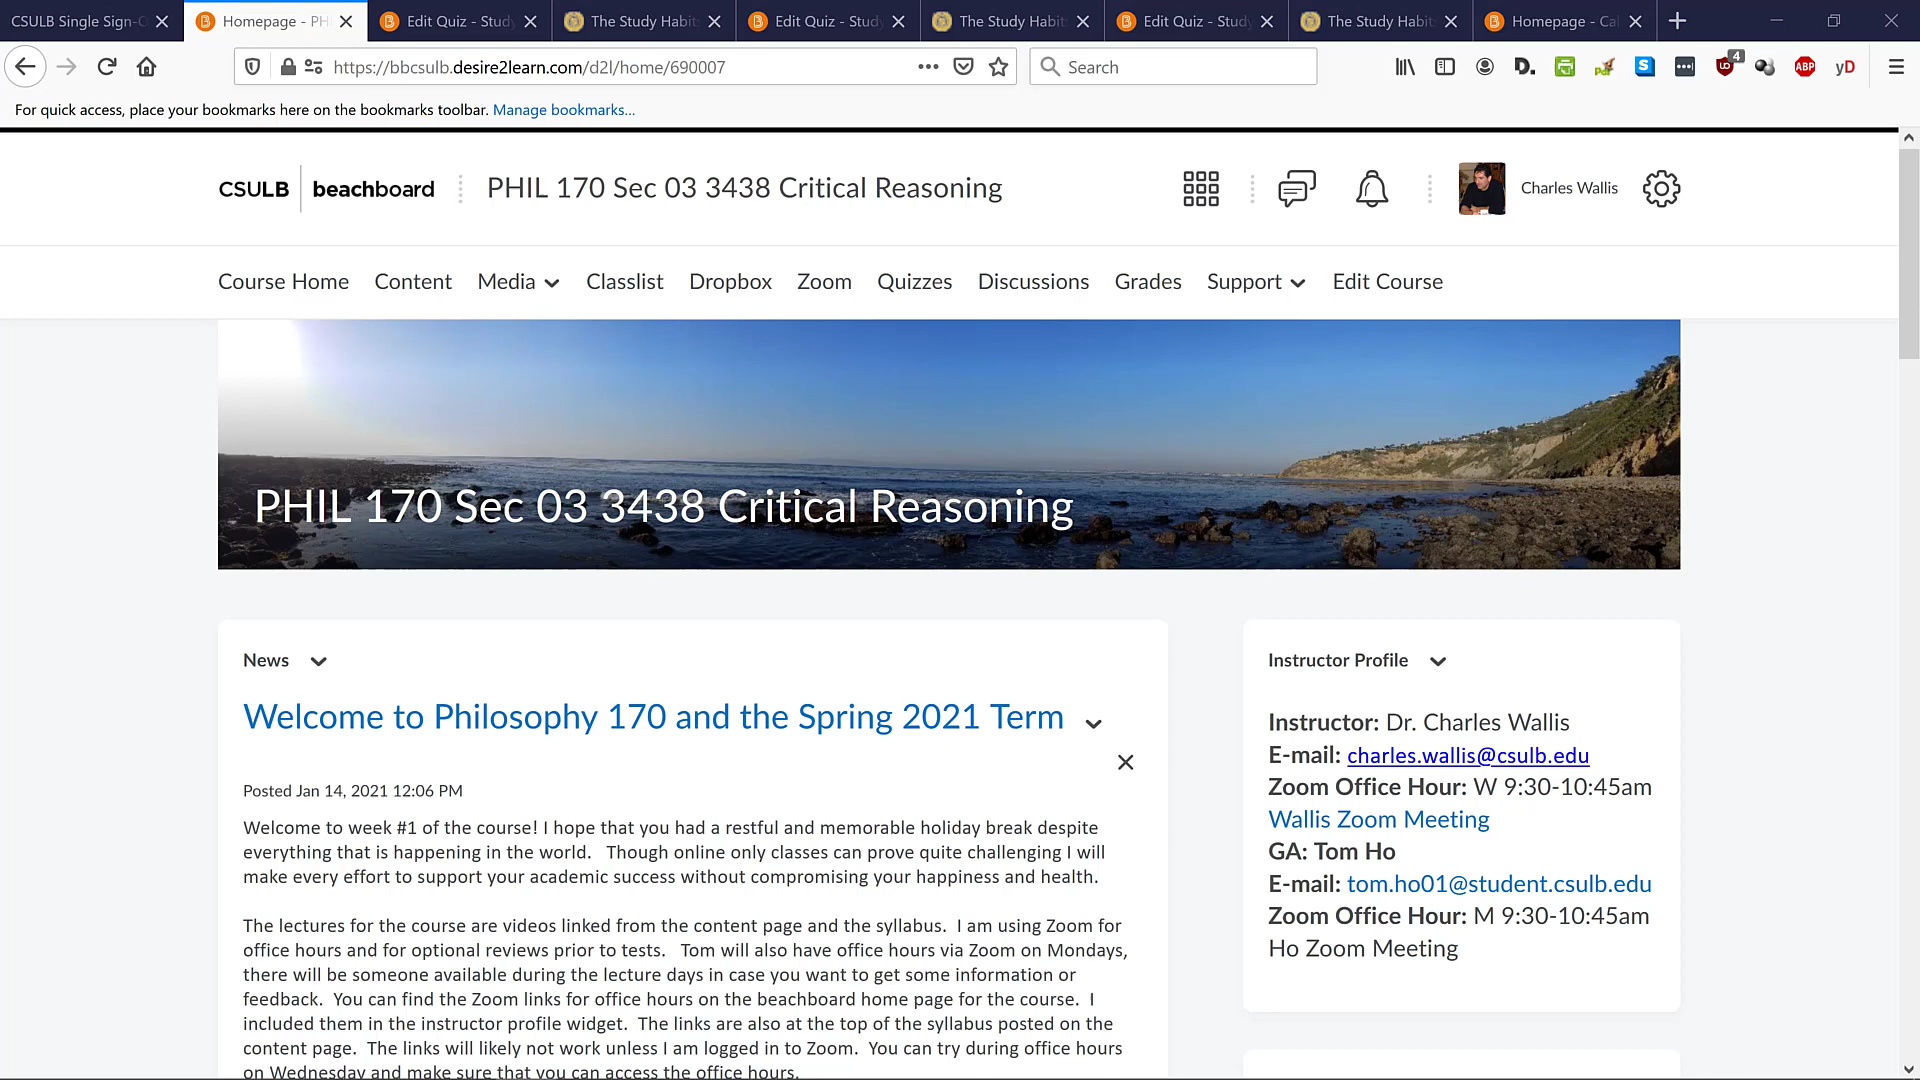 CSULB Single Sign-O
Homepage - PH
Edit Quiz - Study
The Study Habit
Edit Quiz - Study
The Study Habit
Edit Quiz - Study
The Study Habit
Homepage - Cal
https://bbcsulb.desire2learn.com/d2l/home/690007
Search
D.
S
4
ABP
yD
For quick access, place your bookmarks here on the bookmarks toolbar. Manage bookmarks...
CSULB beachboard PHIL 170 Sec 03 3438 Critical Reasoning
Charles Wallis
Course Home Content Media Classlist Dropbox Zoom Quizzes Discussions Grades Support Edit Course
PHIL 170 Sec 03 3438 Critical Reasoning
News
Welcome to Philosophy 170 and the Spring 2021 Term
Posted Jan 14, 2021 12:06 PM
Welcome to week #1 of the course! I hope that you had a restful and memorable holiday break despite
everything that is happening in the world. Though online only classes can prove quite challenging I will
make every effort to support your academic success without compromising your happiness and health.
The lectures for the course are videos linked from the content page and the syllabus. I am using Zoom for
office hours and for optional reviews prior to tests. Tom will also have office hours via Zoom on Mondays,
there will be someone available during the lecture days in case you want to get some information or
feedback. You can find the Zoom links for office hours on the beachboard home page for the course. I
included them in the instructor profile widget. The links are also at the top of the syllabus posted on the
content page. The links will likely not work unless I am logged in to Zoom. You can try during office hours
on Wednesday and make sure that you can access the office hours.
Instructor Profile
Instructor: Dr. Charles Wallis
E-mail: charles.wallis@csulb.edu
Zoom Office Hour: W 9:30-10:45am
Wallis Zoom Meeting
GA: Tom Ho
E-mail: tom.ho01@student.csulb.edu
Zoom Office Hour: M 9:30-10:45am
Ho Zoom Meeting